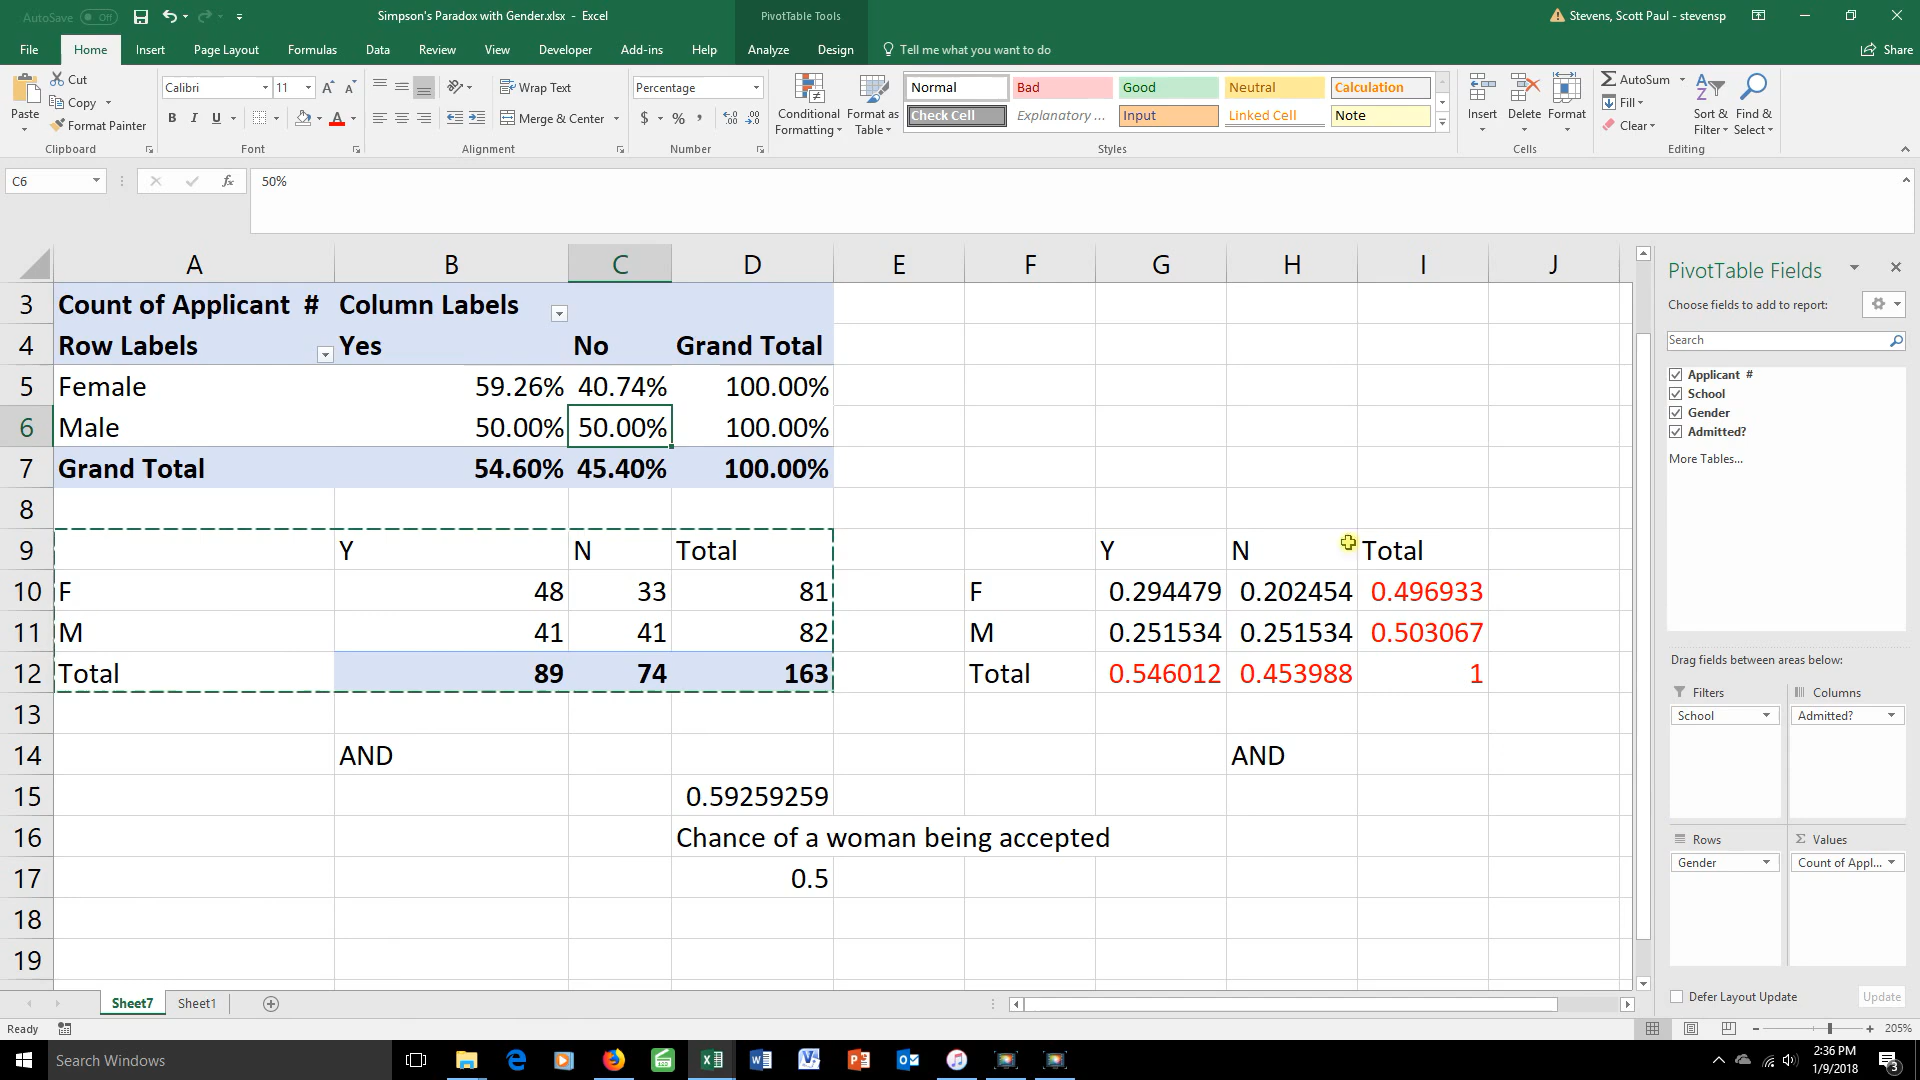 AutoSave Off Simpson's Paradox with Gender.xlsx - Excel PivotTable Tools Stevens, Scott Paul - stevensp
File Home Insert Page Layout Formulas Data Review View Developer Add-ins Help Analyze Design Tell me what you want to do Share
Cut
Copy
Format Painter
Paste
Clipboard
Calibri 11
B I U
Font
Wrap Text
Merge & Center
Alignment
Percentage
$ % ,
Number
Conditional Formatting
Format as Table
Normal Bad Good Neutral Calculation
Check Cell Explanatory ... Input Linked Cell Note
Styles
Insert Delete Format
Cells
AutoSum
Fill
Clear
Sort & Filter
Find & Select
Editing
C6 fx 50%
A B C D E F G H I J
3 Count of Applicant # Column Labels
4 Row Labels Yes No Grand Total
5 Female 59.26% 40.74% 100.00%
6 Male 50.00% 50.00% 100.00%
7 Grand Total 54.60% 45.40% 100.00%
8
9 Y N Total Y N Total
10 F 48 33 81 F 0.294479 0.202454 0.496933
11 M 41 41 82 M 0.251534 0.251534 0.503067
12 Total 89 74 163 Total 0.546012 0.453988 1
13
14 AND AND
15 0.59259259
16 Chance of a woman being accepted
17 0.5
18
19
PivotTable Fields
Choose fields to add to report:
Search
Applicant #
School
Gender
Admitted?
More Tables...
Drag fields between areas below:
Filters Columns
School Admitted?
Rows Values
Gender Count of Appl...
Defer Layout Update Update
Sheet7 Sheet1
Ready 205%
Search Windows
2:36 PM
1/9/2018
3